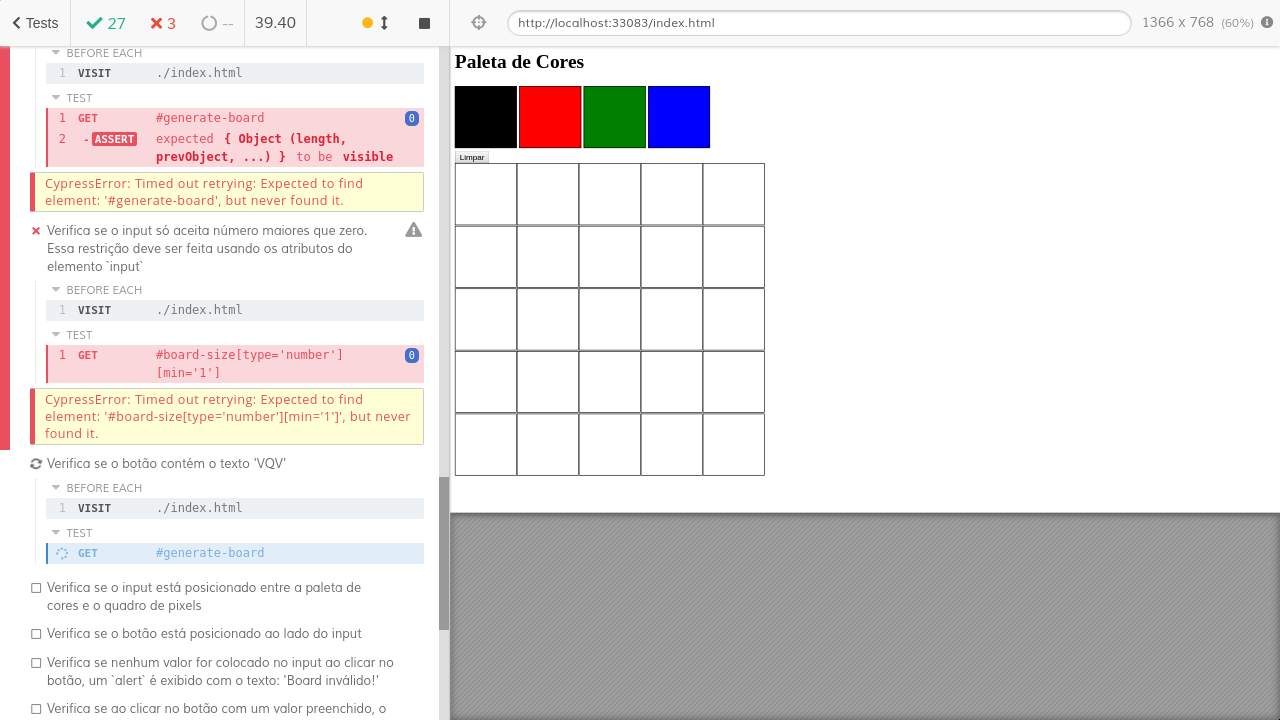 Tests 27 3 -- 39.40
http://localhost:33083/index.html 1366 x 768 (60%)
BEFORE EACH
1 VISIT ./index.html
TEST
1 GET #generate-board 0
2 -ASSERT expected { Object (length,
prevObject, ...) } to be visible
CypressError: Timed out retrying: Expected to find
element: '#generate-board', but never found it.
Verifica se o input só aceita número maiores que zero.
Essa restrição deve ser feita usando os atributos do
elemento `input`
BEFORE EACH
1 VISIT ./index.html
TEST
1 GET #board-size[type='number'] 0
[min='1']
CypressError: Timed out retrying: Expected to find
element: '#board-size[type='number'][min='1']', but never
found it.
Verifica se o botão contém o texto 'VQV'
BEFORE EACH
1 VISIT ./index.html
TEST
GET #generate-board
Verifica se o input está posicionado entre a paleta de
cores e o quadro de pixels
Verifica se o botão está posicionado ao lado do input
Verifica se nenhum valor for colocado no input ao clicar no
botão, um `alert` é exibido com o texto: 'Board inválido!'
Verifica se ao clicar no botão com um valor preenchido, o
Paleta de Cores
Limpar